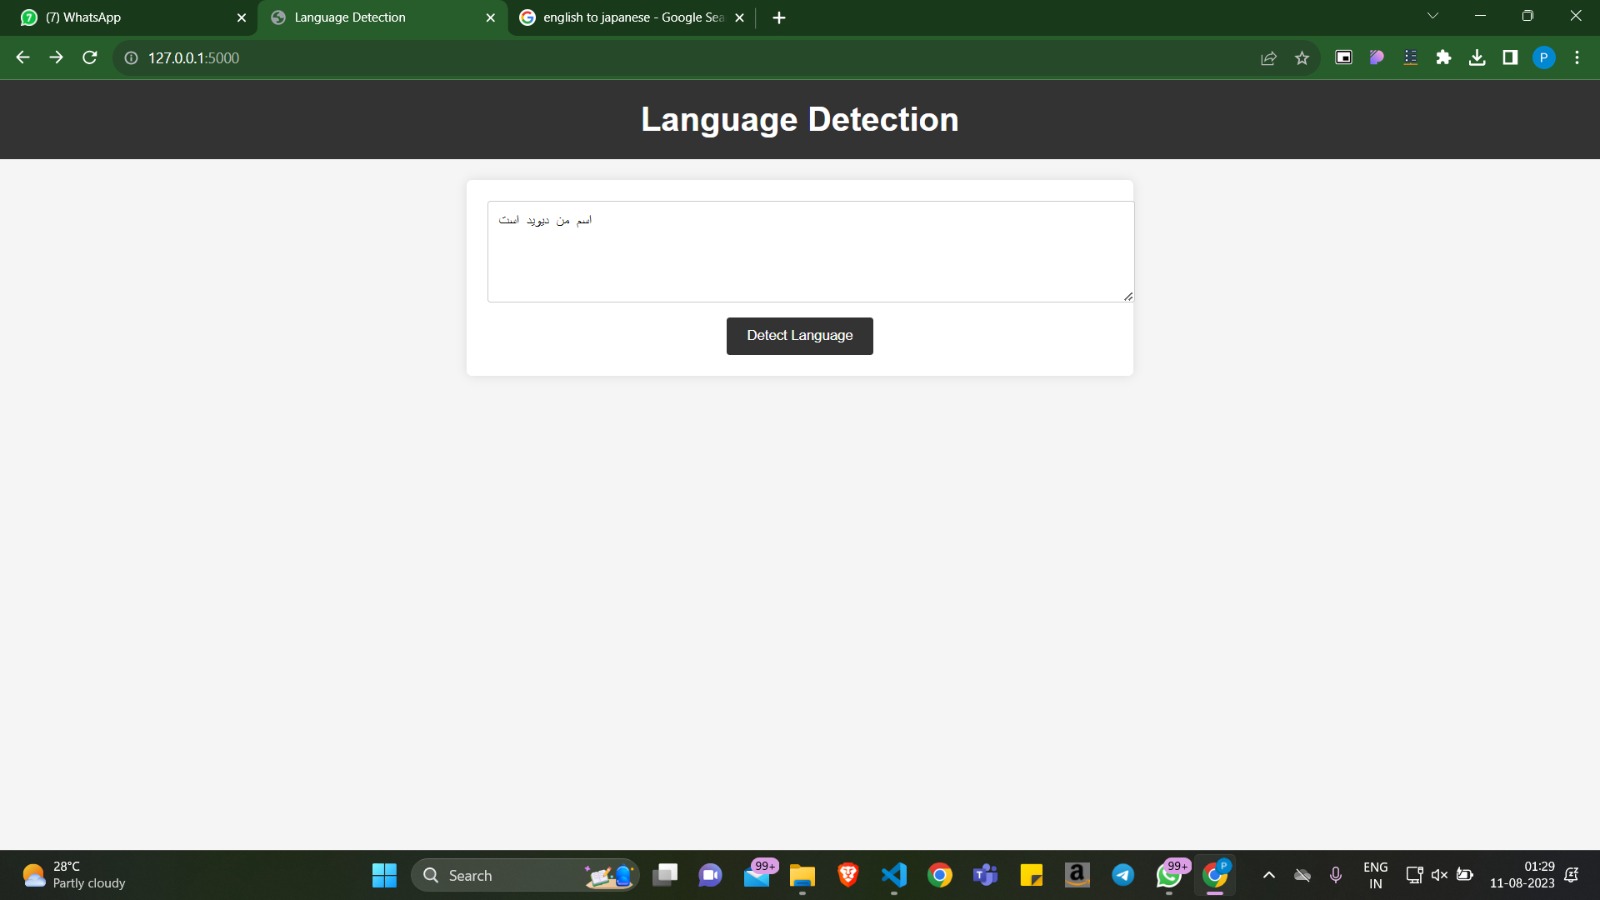 (7) WhatsApp
Language Detection
english to japanese - Google Sea
127.0.0.1:5000
P
Language Detection
اسم من دیوید است
Detect Language
28°C
Partly cloudy
Search
99+
99+
P
ENG
IN
01:29
11-08-2023